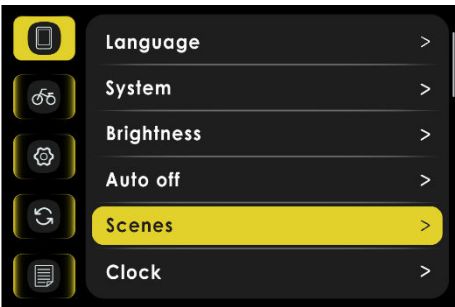 Language >
System >
Brightness >
Auto off >
Scenes >
Clock >